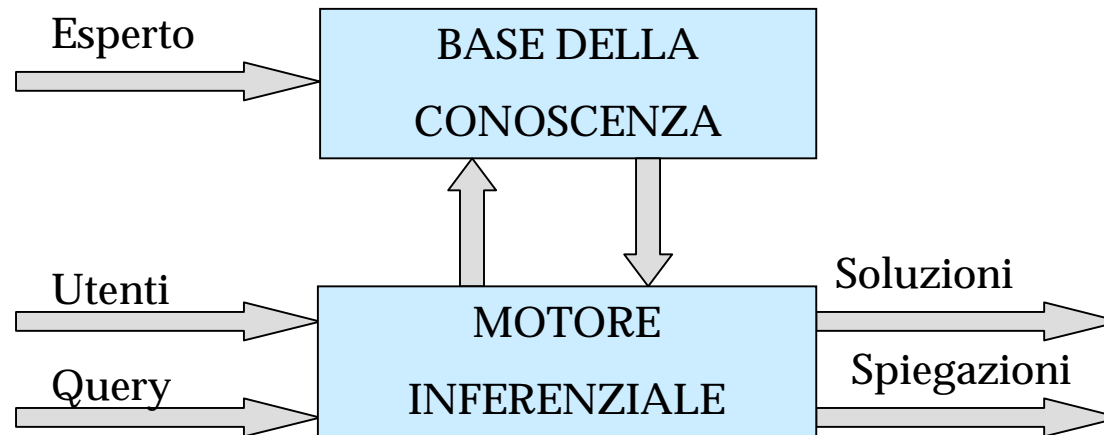 Esperto
BASE DELLA
CONOSCENZA
Utenti
Query
MOTORE
INFERENZIALE
Soluzioni
Spiegazioni